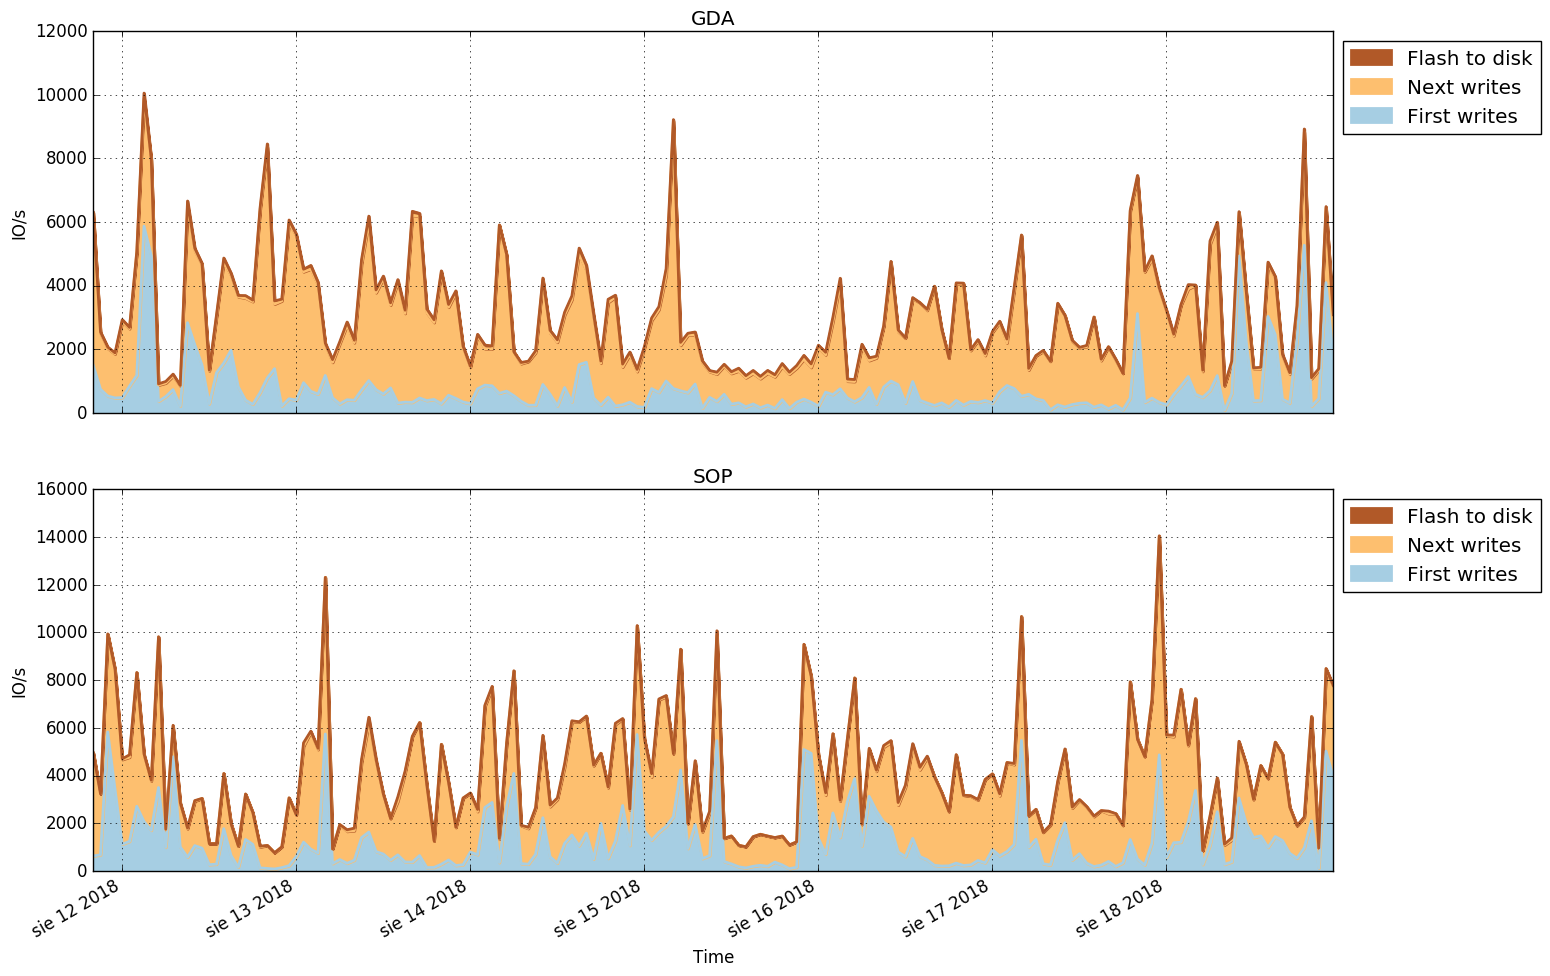 GDA
12000
10000
8000
6000
4000
2000
0
IO/s
Flash to disk
Next writes
First writes
SOP
16000
14000
12000
10000
8000
6000
4000
2000
0
IO/s
Flash to disk
Next writes
First writes
sie 12 2018
sie 13 2018
sie 14 2018
sie 15 2018
sie 16 2018
sie 17 2018
sie 18 2018
Time